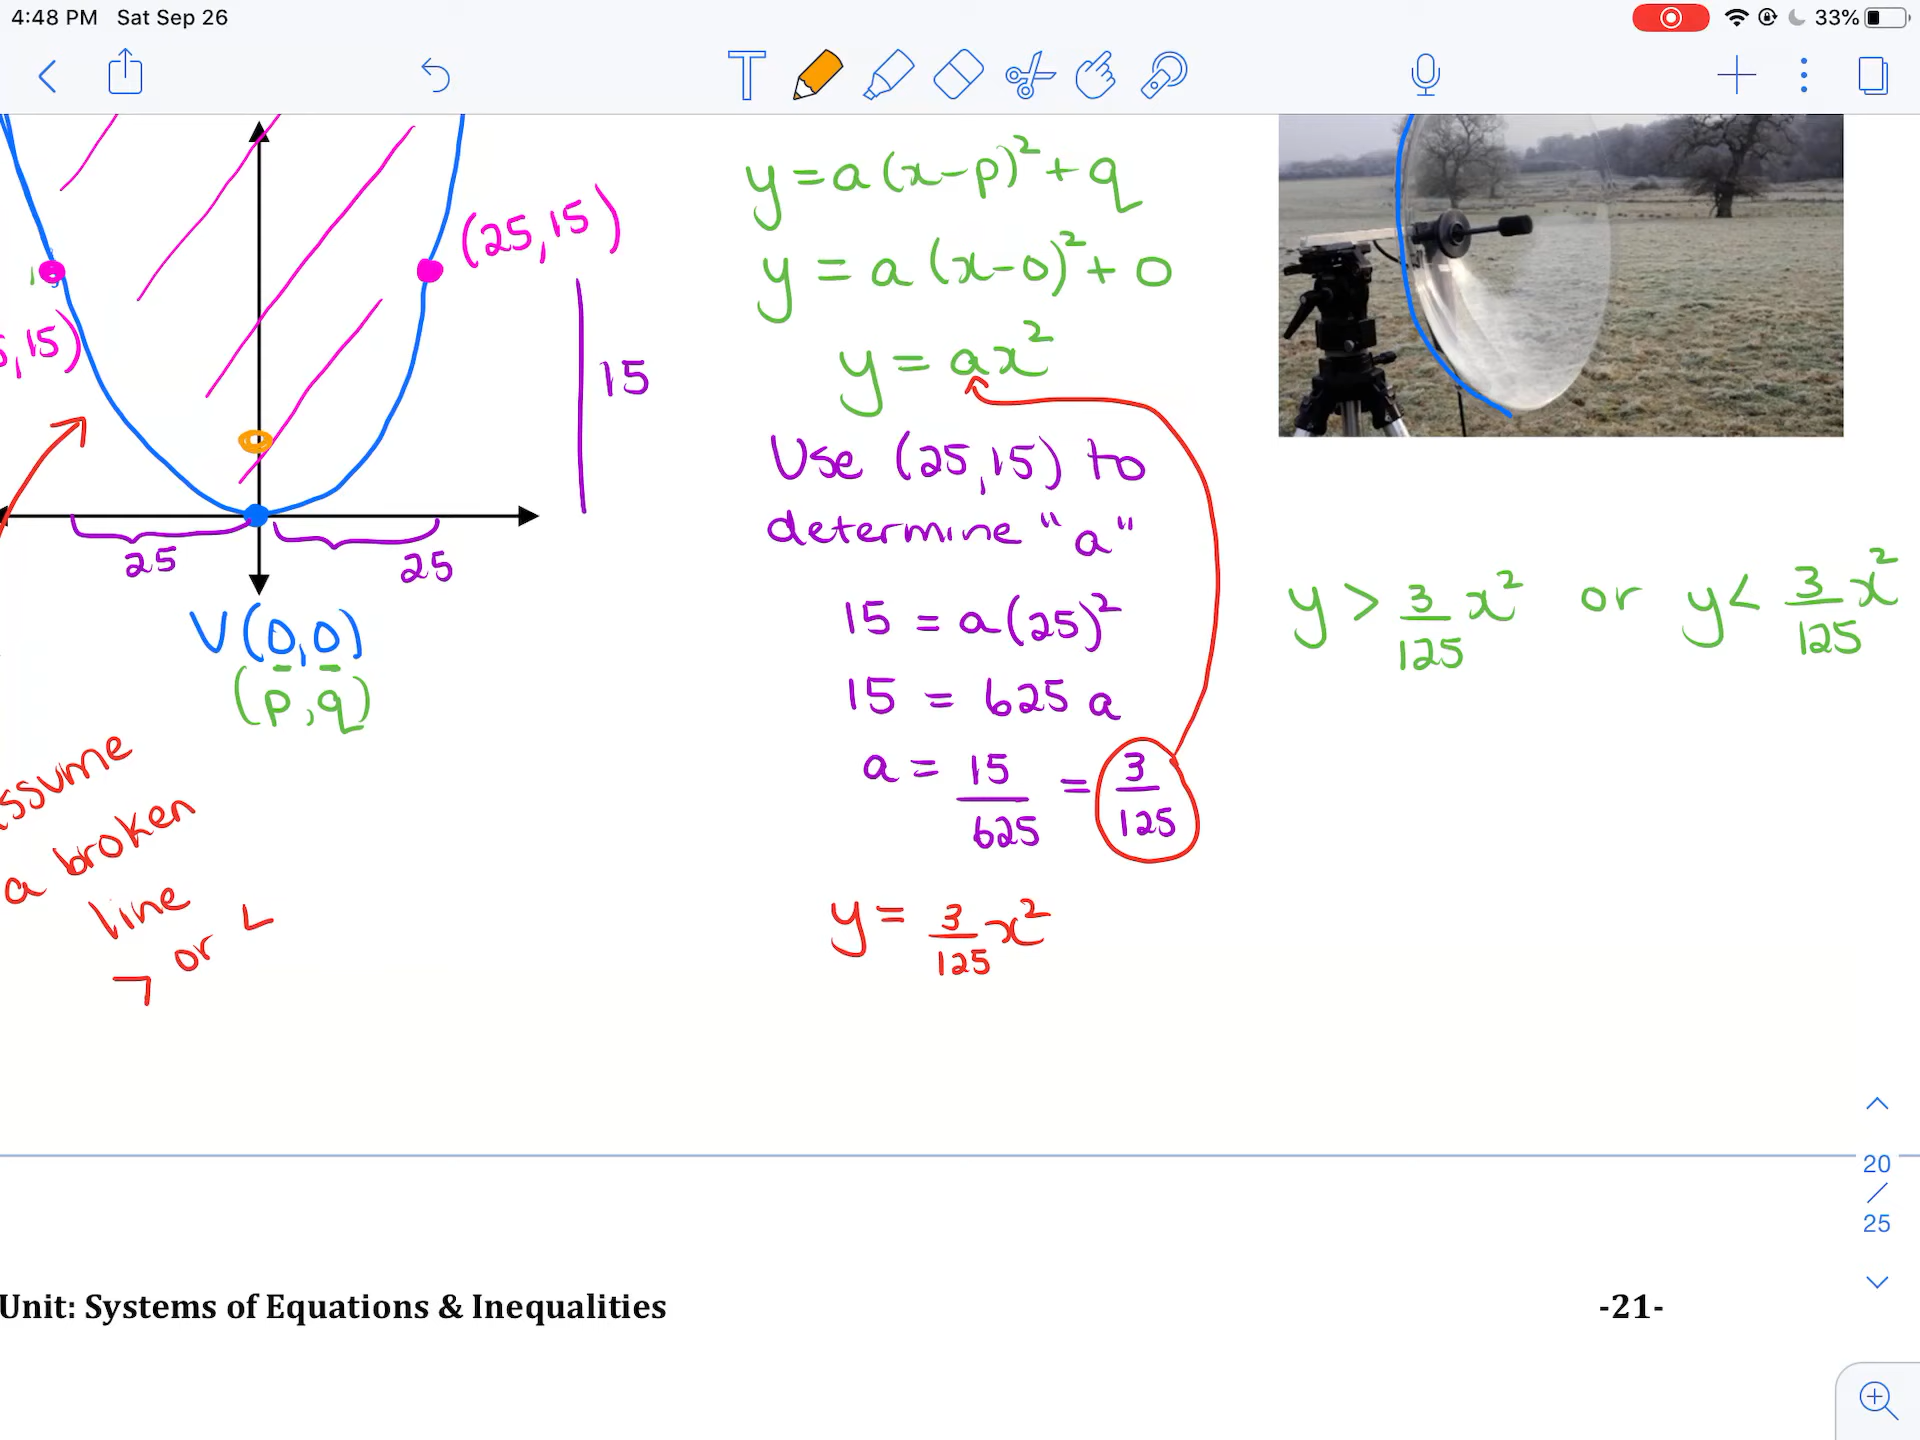 4:48 PM Sat Sep 26
33%
T
y=a(x-p)²+q
(25,15)
y = a (x-0)²+ 0
,15)
15
y = ax²
Use (25,15) to
determine "a"
25
25
V(0,0)
(p,q)
15 = a(25)²
15 = 625 a
a = 15/625 = 3/125
y = 3/125 x²
y > 3/125 x² or y < 3/125 x²
assume
a broken
line
> or <
20
/
25
Unit: Systems of Equations & Inequalities
-21-